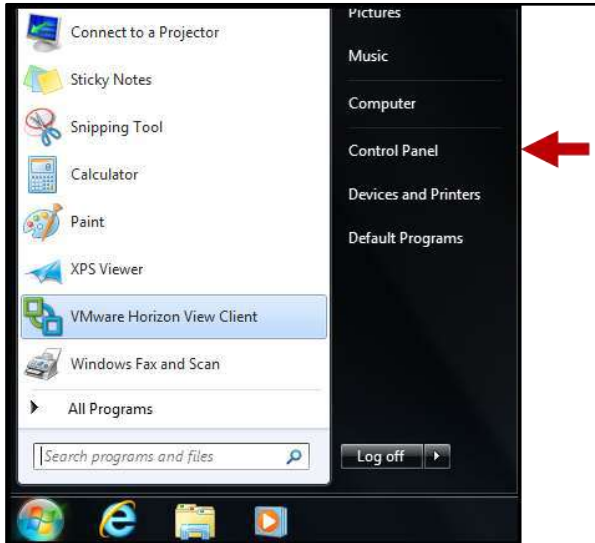 Connect to a Projector
Sticky Notes
Snipping Tool
Calculator
Paint
XPS Viewer
VMware Horizon View Client
Windows Fax and Scan
All Programs
Search programs and files
Pictures
Music
Computer
Control Panel
Devices and Printers
Default Programs
Log off